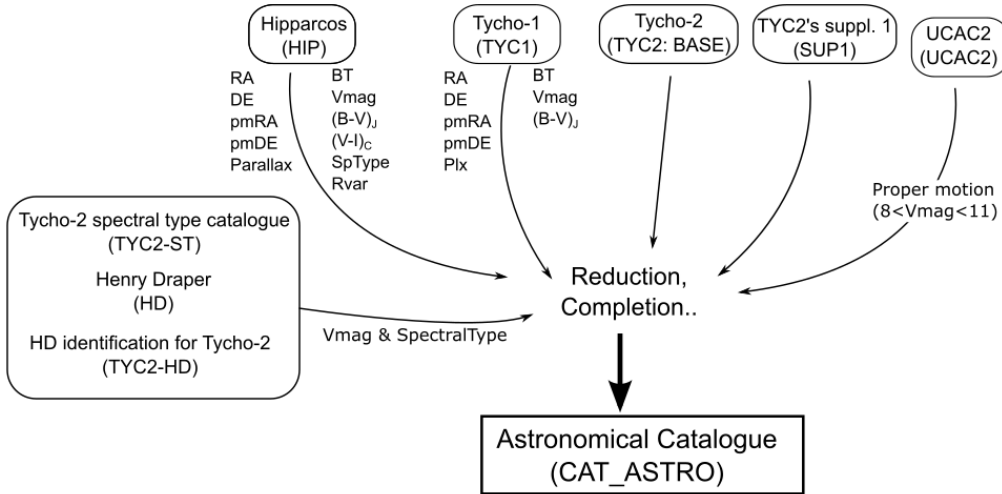 Hipparcos
(HIP)
Tycho-1
(TYC1)
Tycho-2
(TYC2: BASE)
TYC2's suppl. 1
(SUP1)
UCAC2
(UCAC2)
RA
DE
pmRA
pmDE
Parallax
BT
Vmag
(B-V)J
(V-I)C
SpType
Rvar
RA
DE
pmRA
pmDE
Plx
BT
Vmag
(B-V)J
Proper motion
(8<Vmag<11)
Tycho-2 spectral type catalogue
(TYC2-ST)
Henry Draper
(HD)
HD identification for Tycho-2
(TYC2-HD)
Vmag & SpectralType
Reduction,
Completion..
Astronomical Catalogue
(CAT_ASTRO)